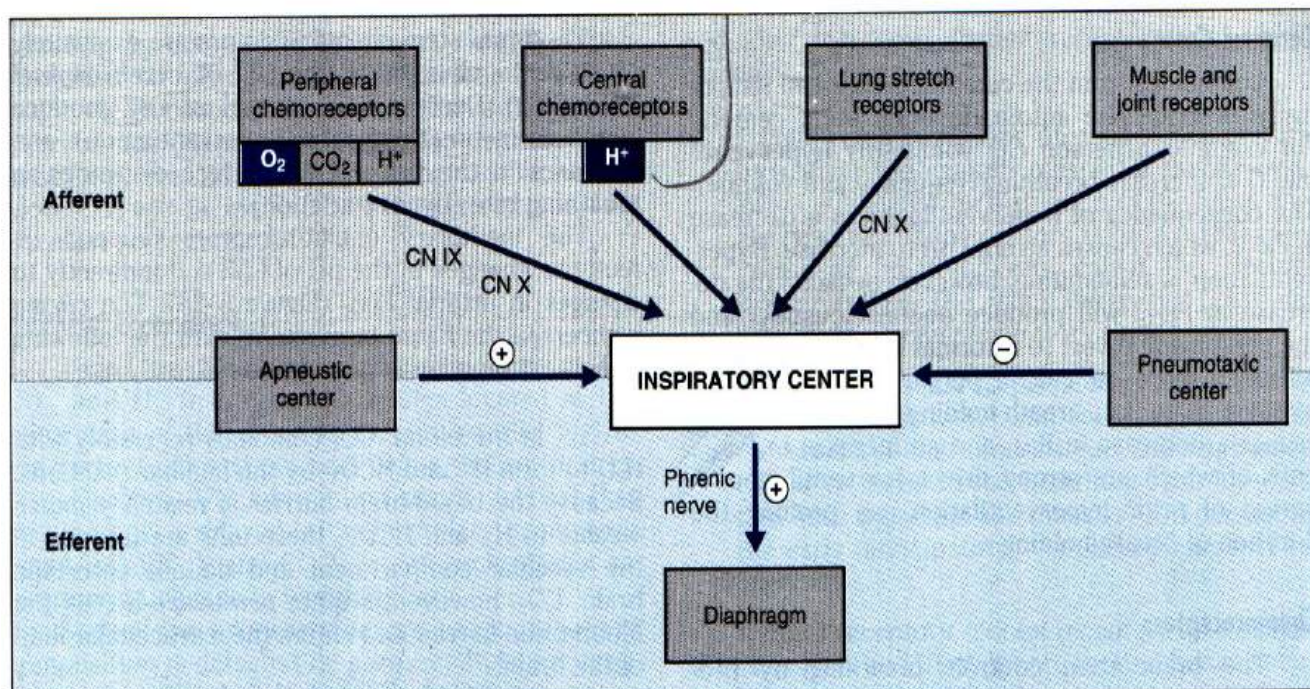 Peripheral
chemoreceptors
O₂ CO₂ H⁺
Central
chemoreceptors
H⁺
Lung stretch
receptors
Muscle and
joint receptors
Afferent
CN IX
CN X
CN X
Apneustic
center
+
INSPIRATORY CENTER
−
Pneumotaxic
center
Phrenic
nerve
+
Efferent
Diaphragm